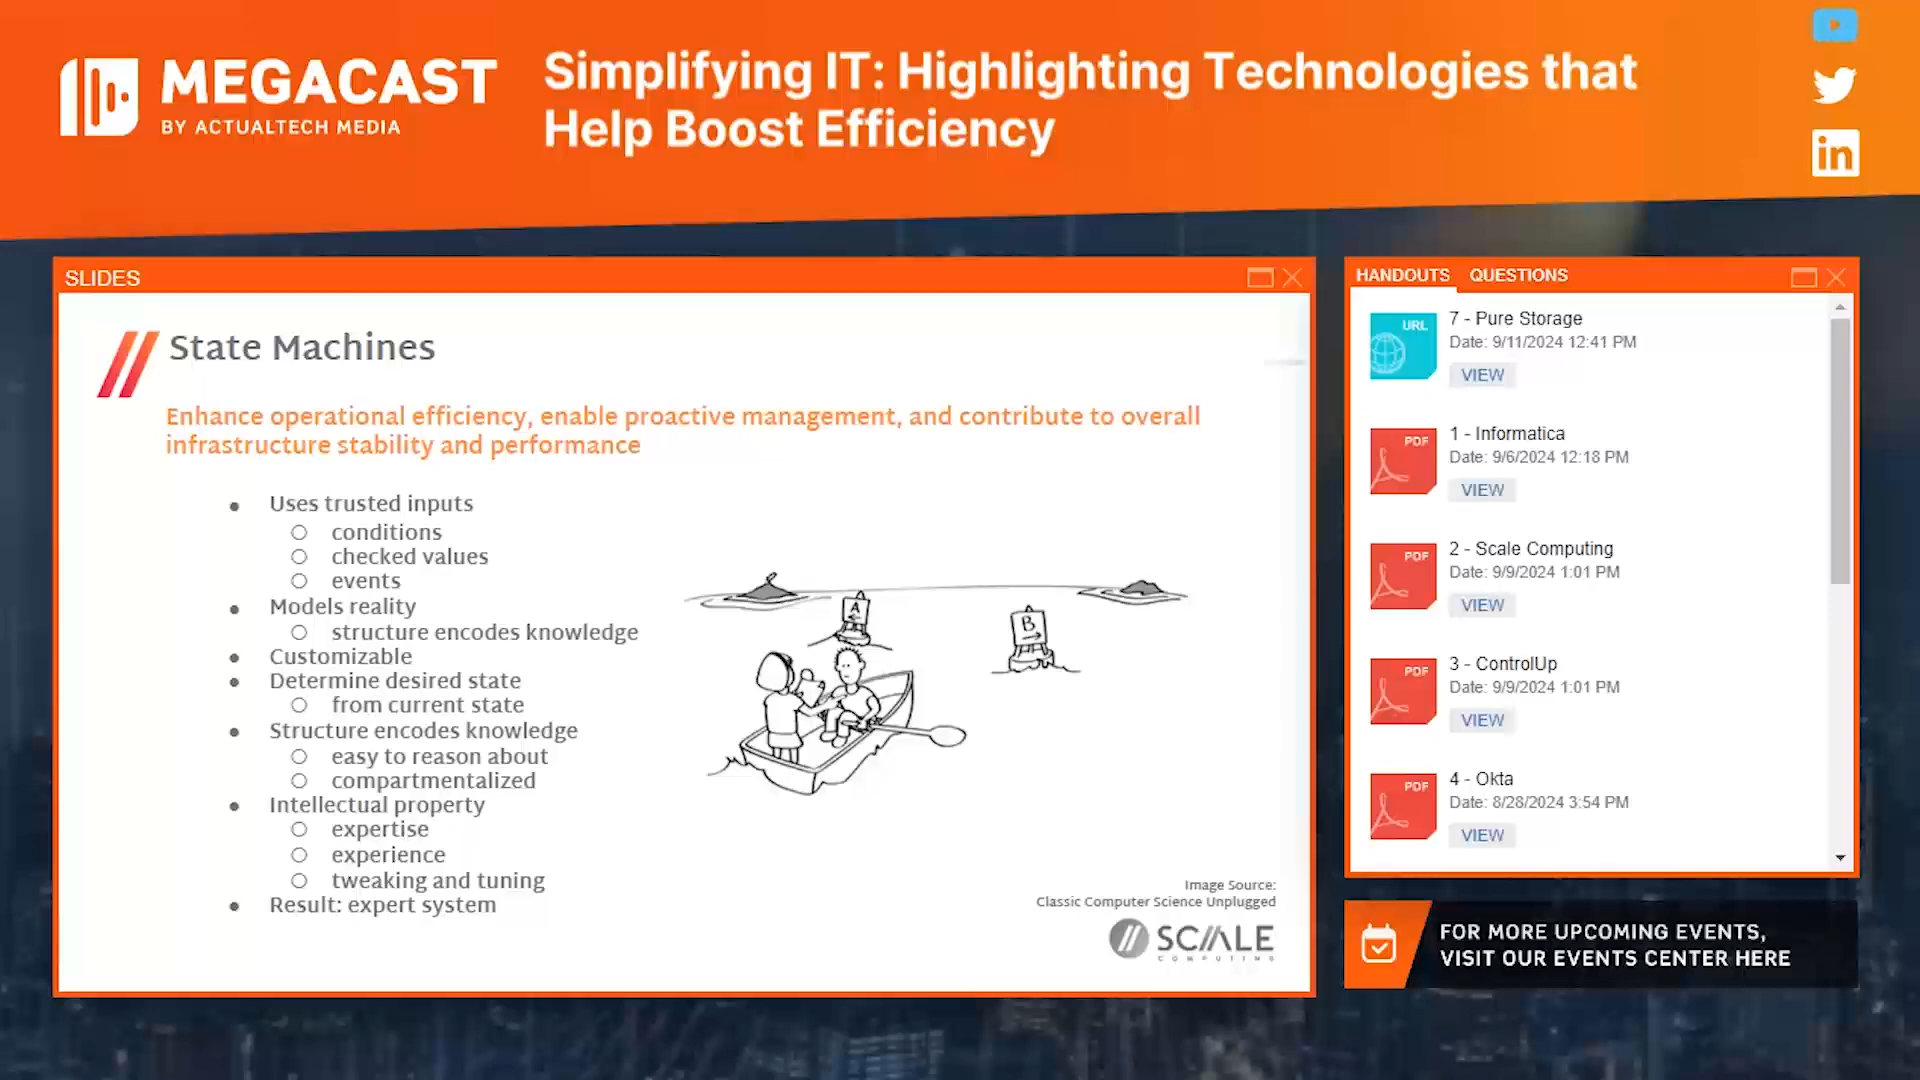 MEGACAST
BY ACTUALTECH MEDIA
Simplifying IT: Highlighting Technologies that
Help Boost Efficiency
in
SLIDES
State Machines
Enhance operational efficiency, enable proactive management, and contribute to overall
infrastructure stability and performance
● Uses trusted inputs
○ conditions
○ checked values
○ events
● Models reality
○ structure encodes knowledge
● Customizable
● Determine desired state
○ from current state
● Structure encodes knowledge
○ easy to reason about
○ compartmentalized
● Intellectual property
○ expertise
○ experience
○ tweaking and tuning
● Result: expert system
A
B
Image Source:
Classic Computer Science Unplugged
SCALE
COMPUTING
HANDOUTS QUESTIONS
URL
7 - Pure Storage
Date: 9/11/2024 12:41 PM
VIEW
PDF
1 - Informatica
Date: 9/6/2024 12:18 PM
VIEW
PDF
2 - Scale Computing
Date: 9/9/2024 1:01 PM
VIEW
PDF
3 - ControlUp
Date: 9/9/2024 1:01 PM
VIEW
PDF
4 - Okta
Date: 8/28/2024 3:54 PM
VIEW
FOR MORE UPCOMING EVENTS,
VISIT OUR EVENTS CENTER HERE